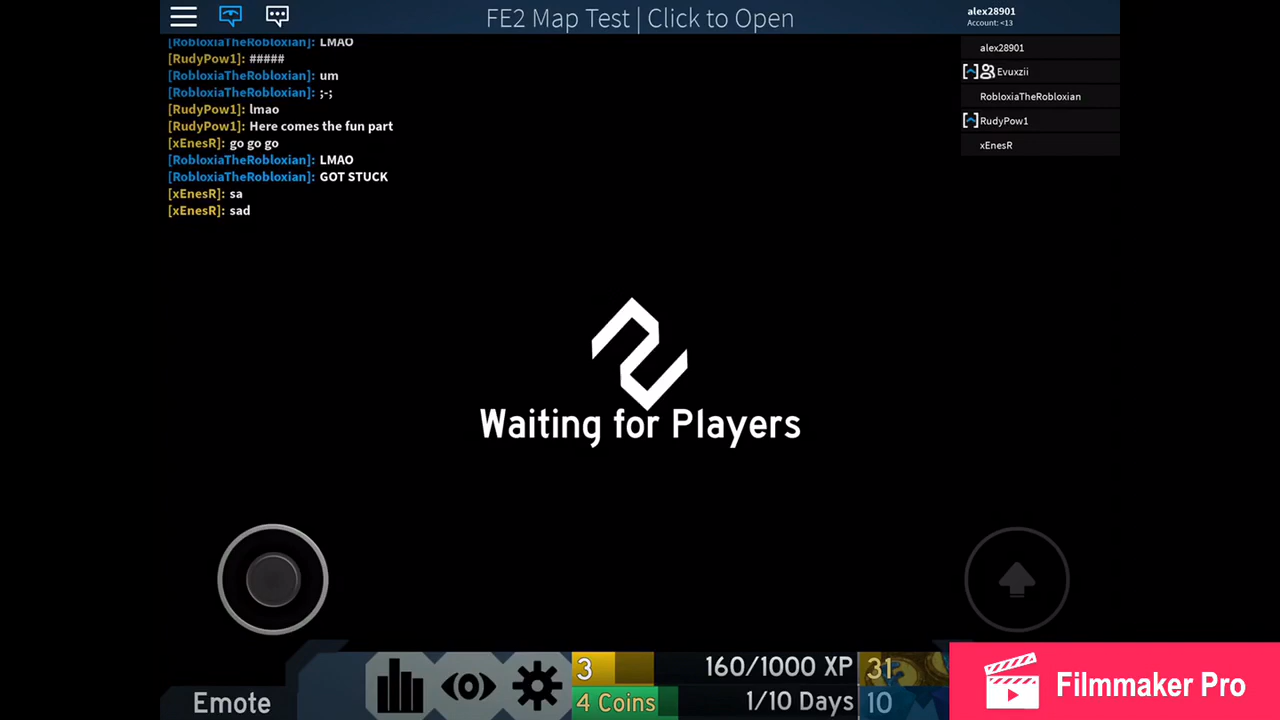 FE2 Map Test | Click to Open
alex28901
Account: <13
[RobloxiaTheRobloxian]: LMAO
[RudyPow1]: #####
[RobloxiaTheRobloxian]: um
[RobloxiaTheRobloxian]: ;-;
[RudyPow1]: lmao
[RudyPow1]: Here comes the fun part
[xEnesR]: go go go
[RobloxiaTheRobloxian]: LMAO
[RobloxiaTheRobloxian]: GOT STUCK
[xEnesR]: sa
[xEnesR]: sad
alex28901
Evuxzii
RobloxiaTheRobloxian
RudyPow1
xEnesR
Waiting for Players
Emote
3
160/1000 XP
31
4 Coins
1/10 Days
10
Filmmaker Pro